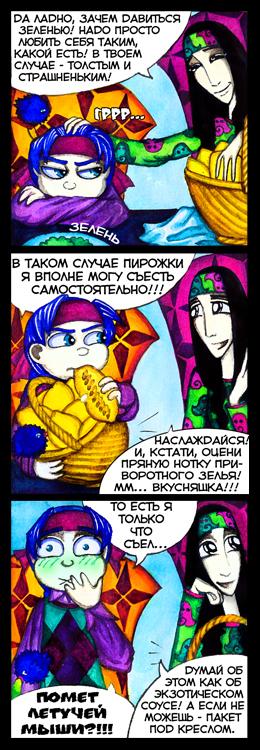 ДА ЛАДНО, ЗАЧЕМ ДАВИТЬСЯ
ЗЕЛЕНЬЮ! НАДО ПРОСТО
ЛЮБИТЬ СЕБЯ ТАКИМ,
КАКОЙ ЕСТЬ! В ТВОЕМ
СЛУЧАЕ - ТОЛСТЫМ И
СТРАШНЕНЬКИМ!
ГРРР...
ЗЕЛЕНЬ
В ТАКОМ СЛУЧАЕ ПИРОЖКИ
Я ВПОЛНЕ МОГУ СЪЕСТЬ
САМОСТОЯТЕЛЬНО!!!
НАСЛАЖДАЙСЯ!
И, КСТАТИ, ОЦЕНИ
ПРЯНУЮ НОТКУ ПРИ-
ВОРОТНОГО ЗЕЛЬЯ!
ММ... ВКУСНЯШКА!!!
ТО ЕСТЬ Я
ТОЛЬКО
ЧТО
СЪЕЛ...
ПОМЕТ
ЛЕТУЧЕЙ
МЫШИ?!!!
ДУМАЙ ОБ
ЭТОМ КАК ОБ
ЭКЗОТИЧЕСКОМ
СОУСЕ! А ЕСЛИ НЕ
МОЖЕШЬ - ПАКЕТ
ПОД КРЕСЛОМ.